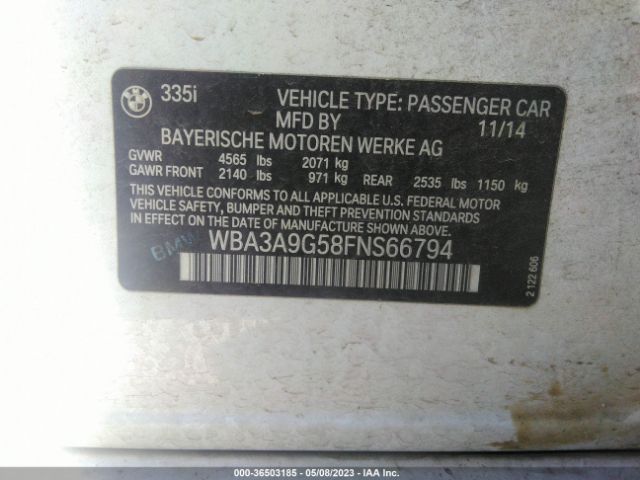 335i VEHICLE TYPE: PASSENGER CAR
MFD BY 11/14
BAYERISCHE MOTOREN WERKE AG
GVWR 4565 lbs 2071 kg
GAWR FRONT 2140 lbs 971 kg REAR 2535 lbs 1150 kg
THIS VEHICLE CONFORMS TO ALL APPLICABLE U.S. FEDERAL MOTOR
VEHICLE SAFETY, BUMPER AND THEFT PREVENTION STANDARDS IN EFFECT
ON THE DATE OF MANUFACTURE SHOWN ABOVE.
BMW WBA3A9G58FNS66794
2 122 606
000-36503185 - 05/08/2023 - IAA Inc.